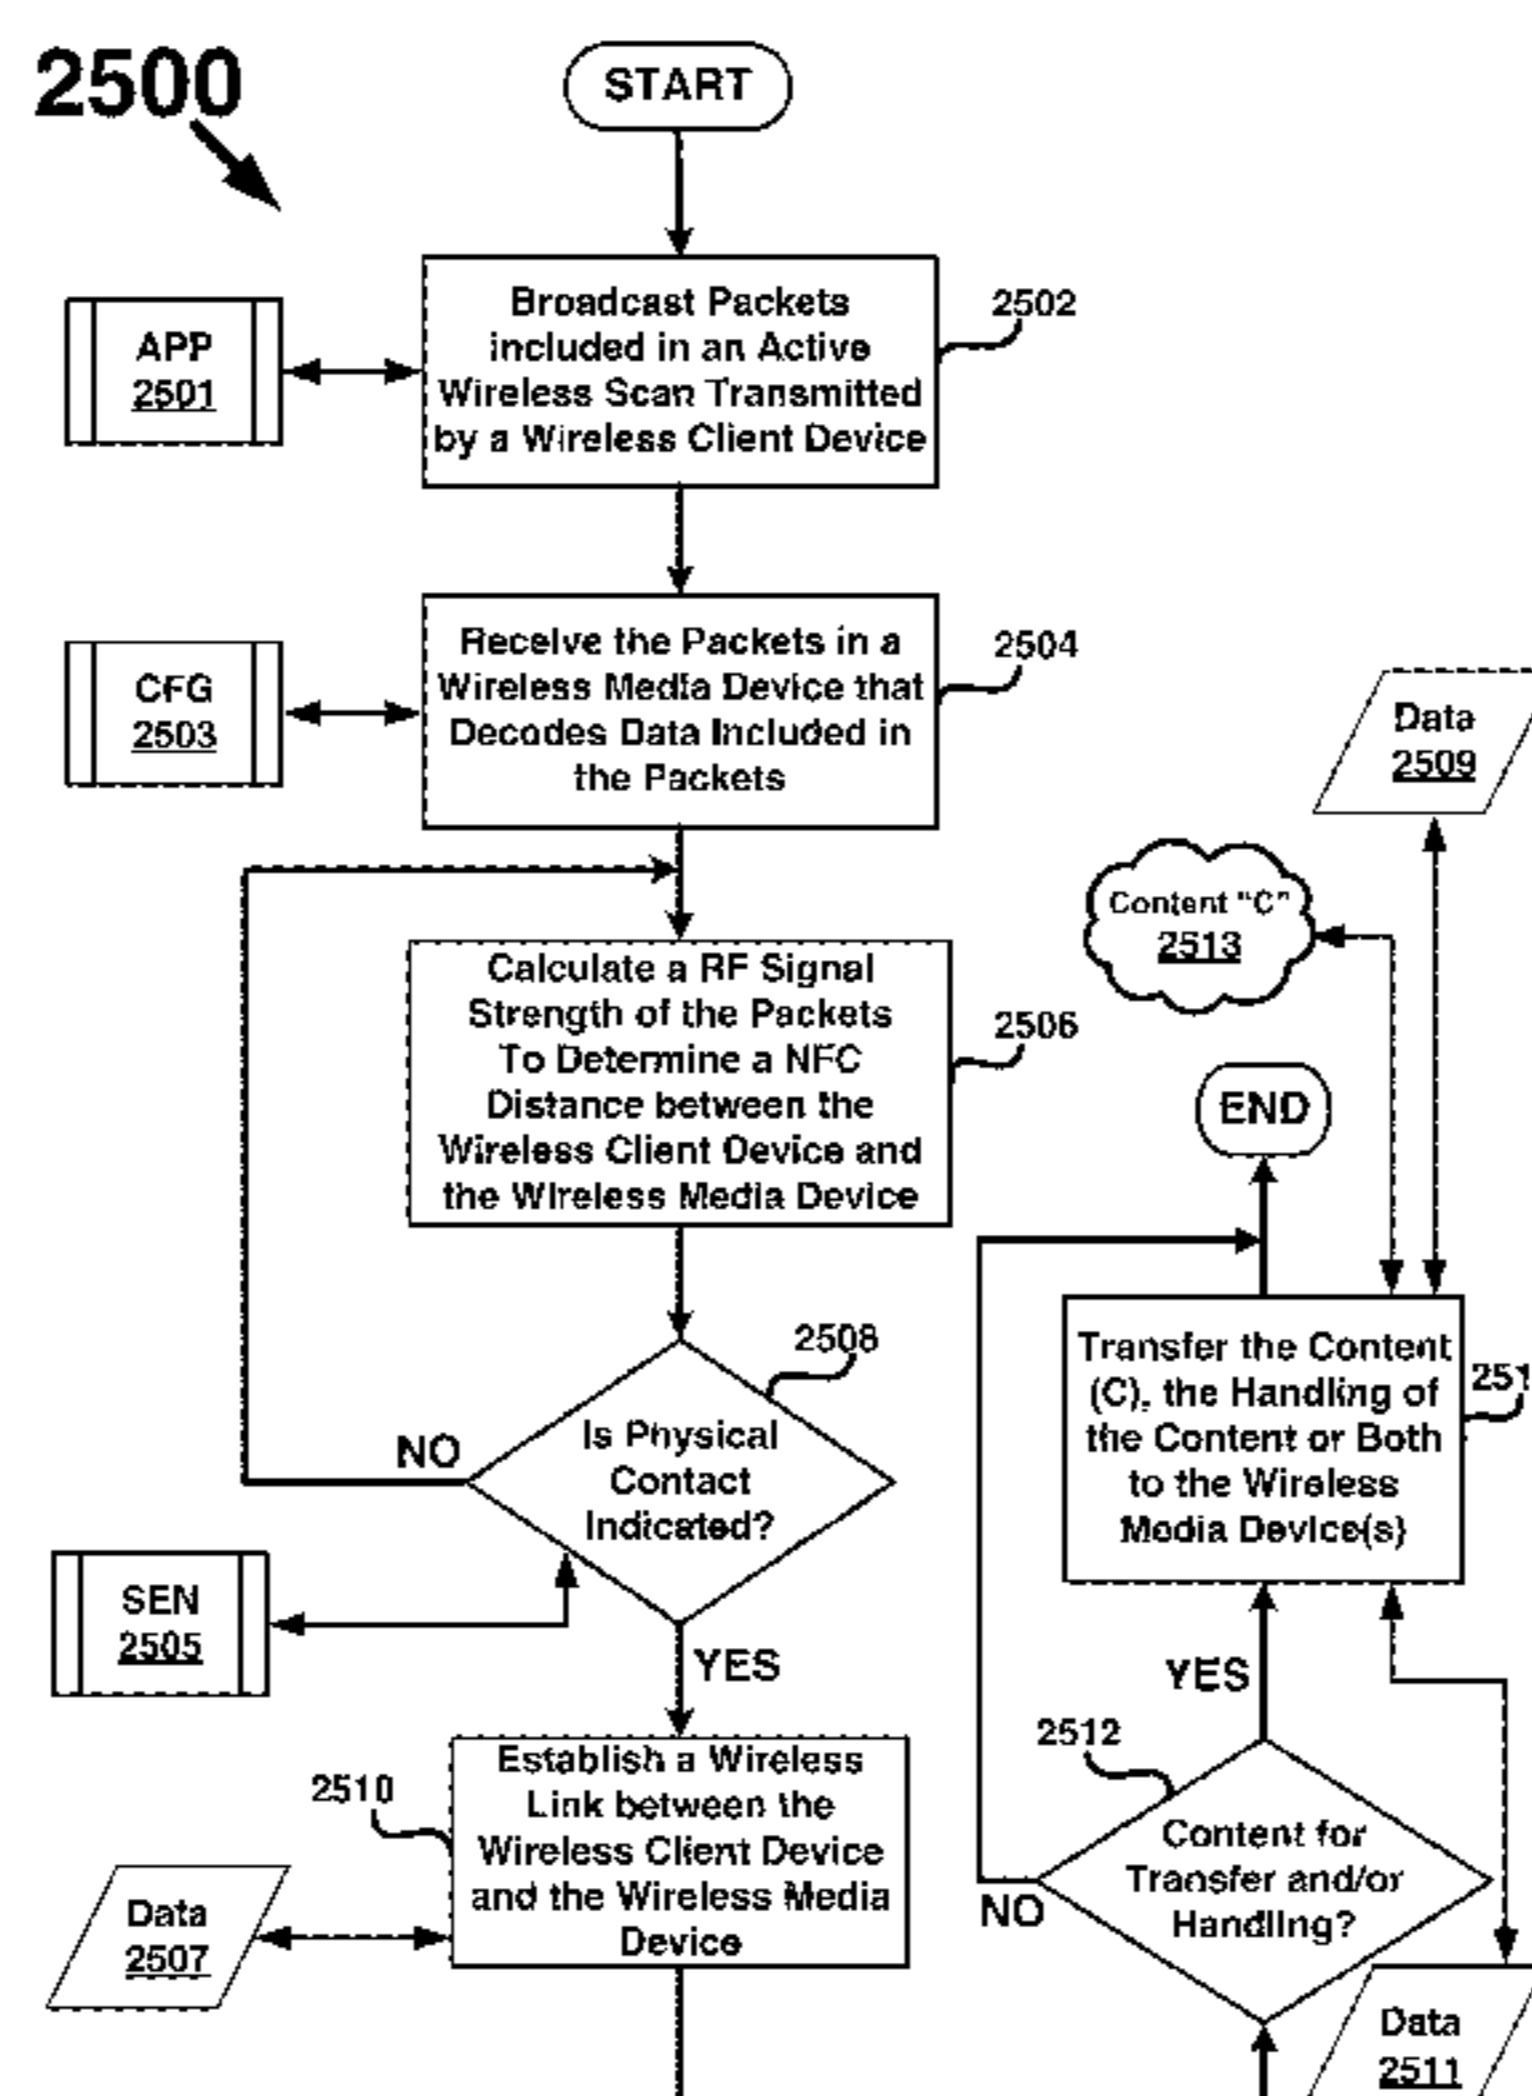 2500
START
Broadcast Packets
included in an Active
Wireless Scan Transmitted
by a Wireless Client Device
2502
APP
2501
Receive the Packets in a
Wireless Media Device that
Decodes Data Included in
the Packets
2504
CFG
2503
Calculate a RF Signal
Strength of the Packets
To Determine a NFC
Distance between the
Wireless Client Device and
the Wireless Media Device
2506
2508
Is Physical
Contact
Indicated?
NO
YES
SEN
2505
Establish a Wireless
Link between the
Wireless Client Device
and the Wireless Media
Device
2510
Data
2507
Data
2509
Content "C"
2513
END
Transfer the Content
(C), the Handling of
the Content or Both
to the Wireless
Media Device(s)
YES
2512
Content for
Transfer and/or
Handling?
NO
Data
2511